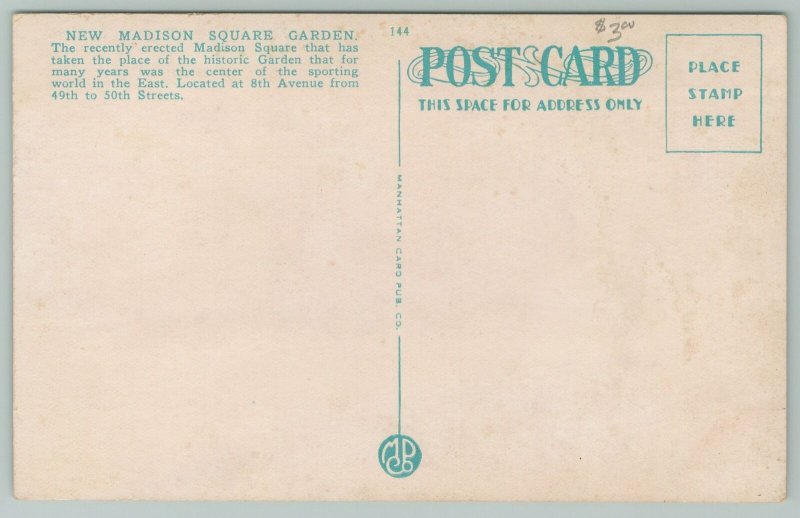 NEW MADISON SQUARE GARDEN.
The recently erected Madison Square that has
taken the place of the historic Garden that for
many years was the center of the sporting
world in the East. Located at 8th Avenue from
49th to 50th Streets.
144
$3.00
POST CARD
THIS SPACE FOR ADDRESS ONLY
PLACE
STAMP
HERE
MANHATTAN CARD PUB. CO.
MPCo